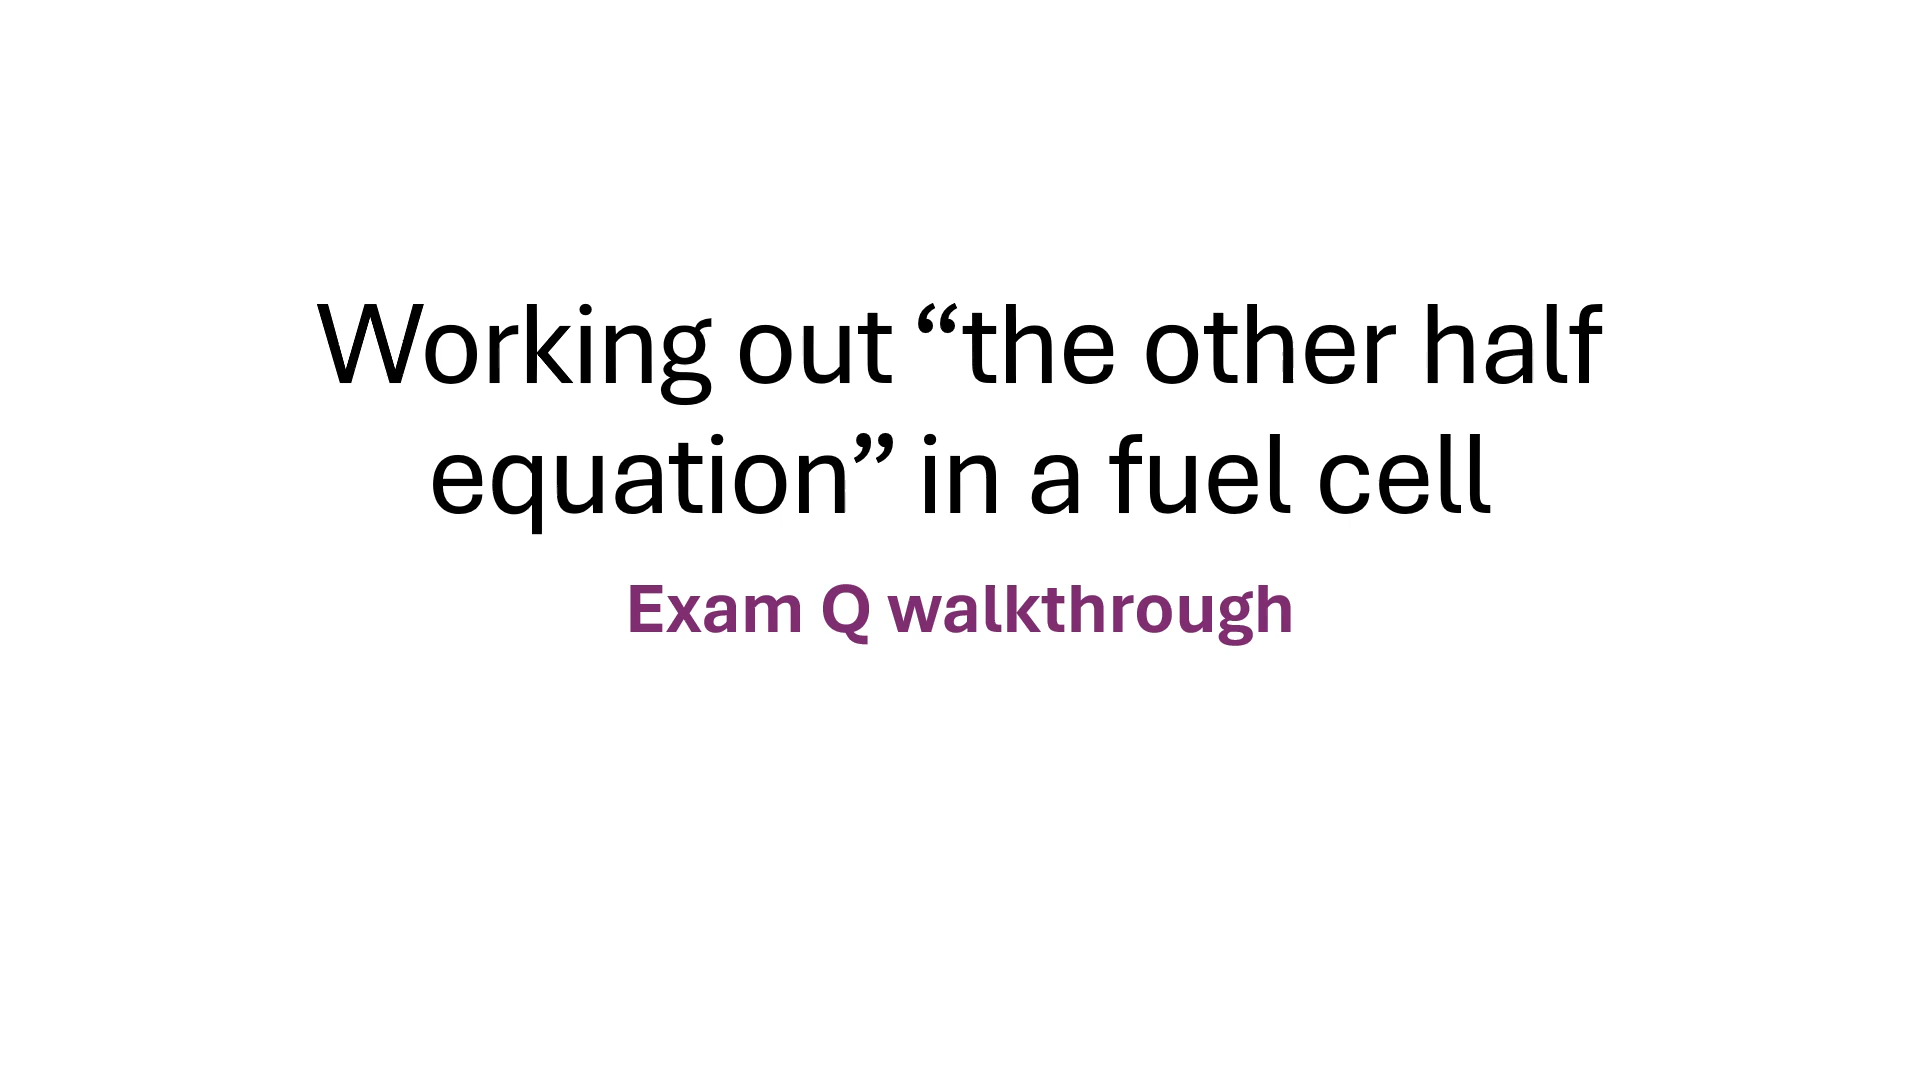 Working out “the other half
equation” in a fuel cell
Exam Q walkthrough